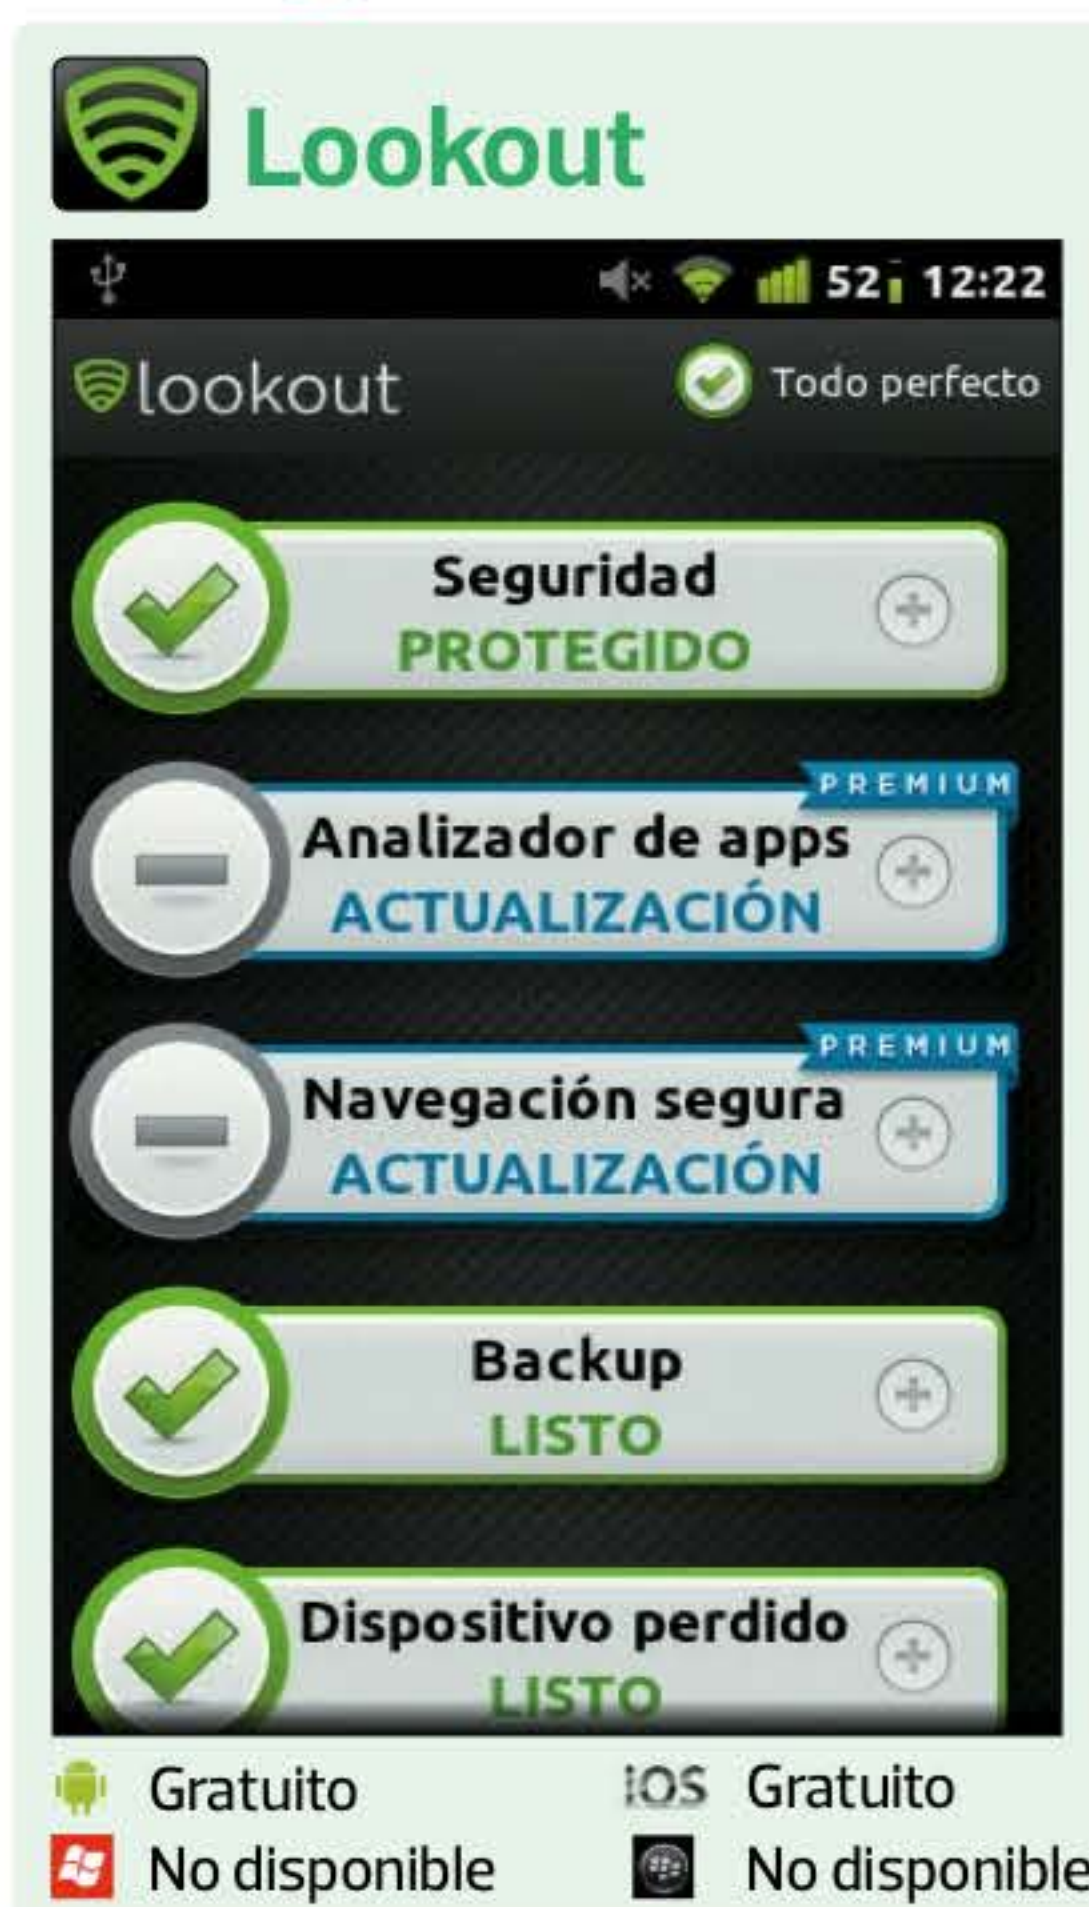 Lookout
52 12:22
lookout
Todo perfecto
Seguridad
PROTEGIDO
PREMIUM
Analizador de apps
ACTUALIZACIÓN
PREMIUM
Navegación segura
ACTUALIZACIÓN
Backup
LISTO
Dispositivo perdido
LISTO
Gratuito
iOS Gratuito
No disponible
No disponible